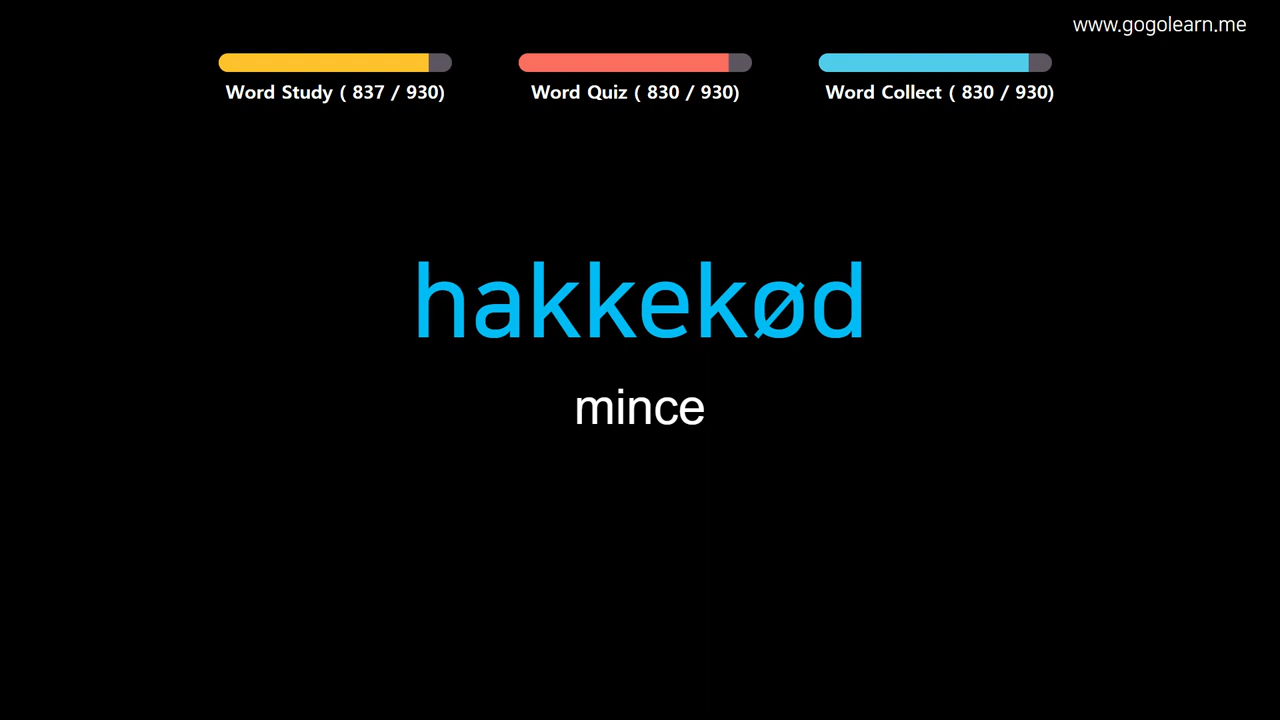 www.gogolearn.me
Word Study ( 837 / 930)
Word Quiz ( 830 / 930)
Word Collect ( 830 / 930)
hakkekød
mince